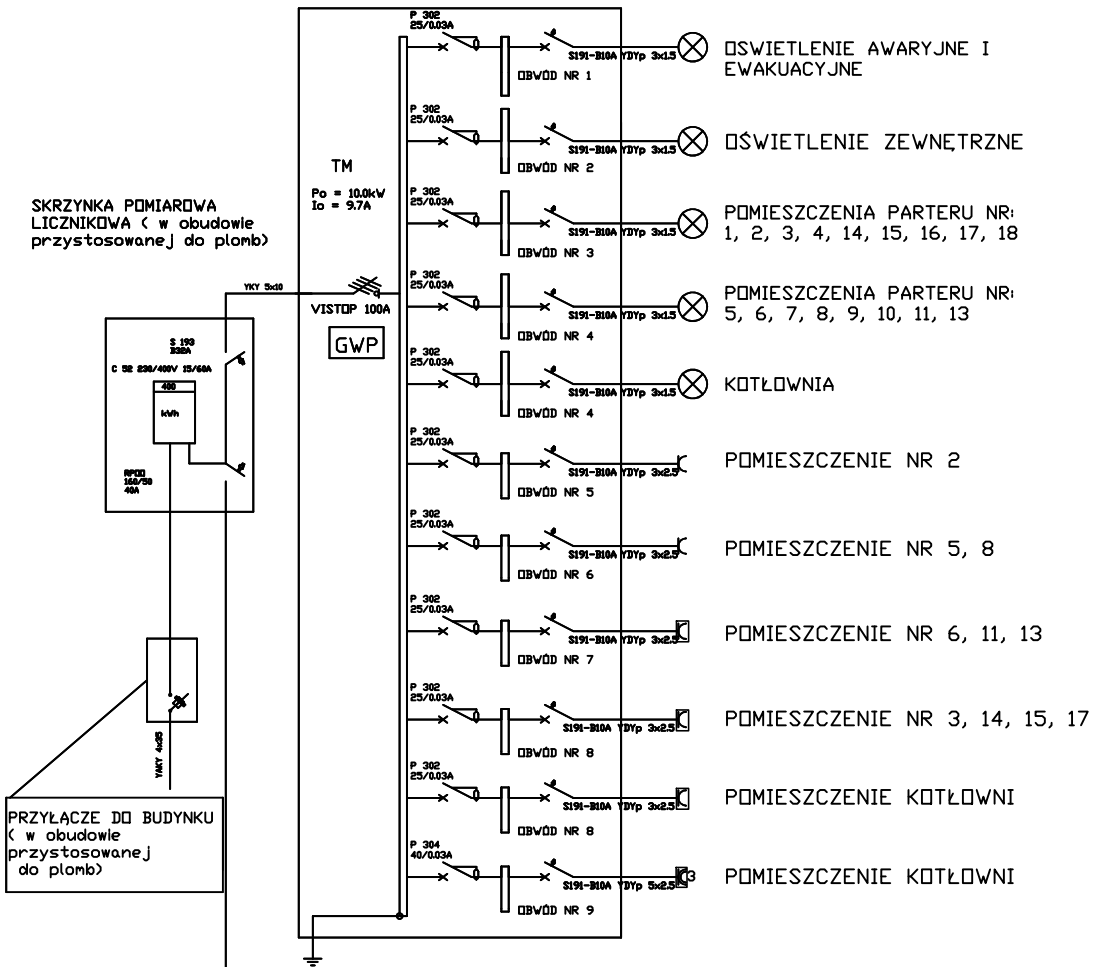 P 302
25/0.03A
S191-B10A YDYp 3x1.5
OBWÓD NR 1
OSWIETLENIE AWARYJNE I
EWAKUACYJNE
P 302
25/0.03A
S191-B10A YDYp 3x1.5
OBWÓD NR 2
OŚWIETLENIE ZEWNĘTRZNE
TM
Po = 10.0kW
Io = 9.7A
SKRZYNKA POMIAROWA
LICZNIKOWA ( w obudowie
przystosowanej do plomb)
P 302
25/0.03A
S191-B10A YDYp 3x1.5
OBWÓD NR 3
POMIESZCZENIA PARTERU NR:
1, 2, 3, 4, 14, 15, 16, 17, 18
YKY 5x10
VISTOP 100A
GWP
P 302
25/0.03A
S191-B10A YDYp 3x1.5
OBWÓD NR 4
POMIESZCZENIA PARTERU NR:
5, 6, 7, 8, 9, 10, 11, 13
S 193
B32A
C 52 230/400V 15/60A
400
kWh
160/50
40A
P 302
25/0.03A
S191-B10A YDYp 3x1.5
OBWÓD NR 4
KOTŁOWNIA
P 302
25/0.03A
S191-B10A YDYp 3x2.5
OBWÓD NR 5
POMIESZCZENIE NR 2
P 302
25/0.03A
S191-B10A YDYp 3x2.5
OBWÓD NR 6
POMIESZCZENIE NR 5, 8
P 302
25/0.03A
S191-B10A YDYp 3x2.5
OBWÓD NR 7
POMIESZCZENIE NR 6, 11, 13
P 302
25/0.03A
S191-B10A YDYp 3x2.5
OBWÓD NR 8
POMIESZCZENIE NR 3, 14, 15, 17
YAKY 4x35
PRZYŁĄCZE DO BUDYNKU
( w obudowie
przystosowanej
do plomb)
P 302
25/0.03A
S191-B10A YDYp 3x2.5
OBWÓD NR 8
POMIESZCZENIE KOTŁOWNI
P 304
40/0.03A
S191-B10A YDYp 5x2.5
3
OBWÓD NR 9
POMIESZCZENIE KOTŁOWNI